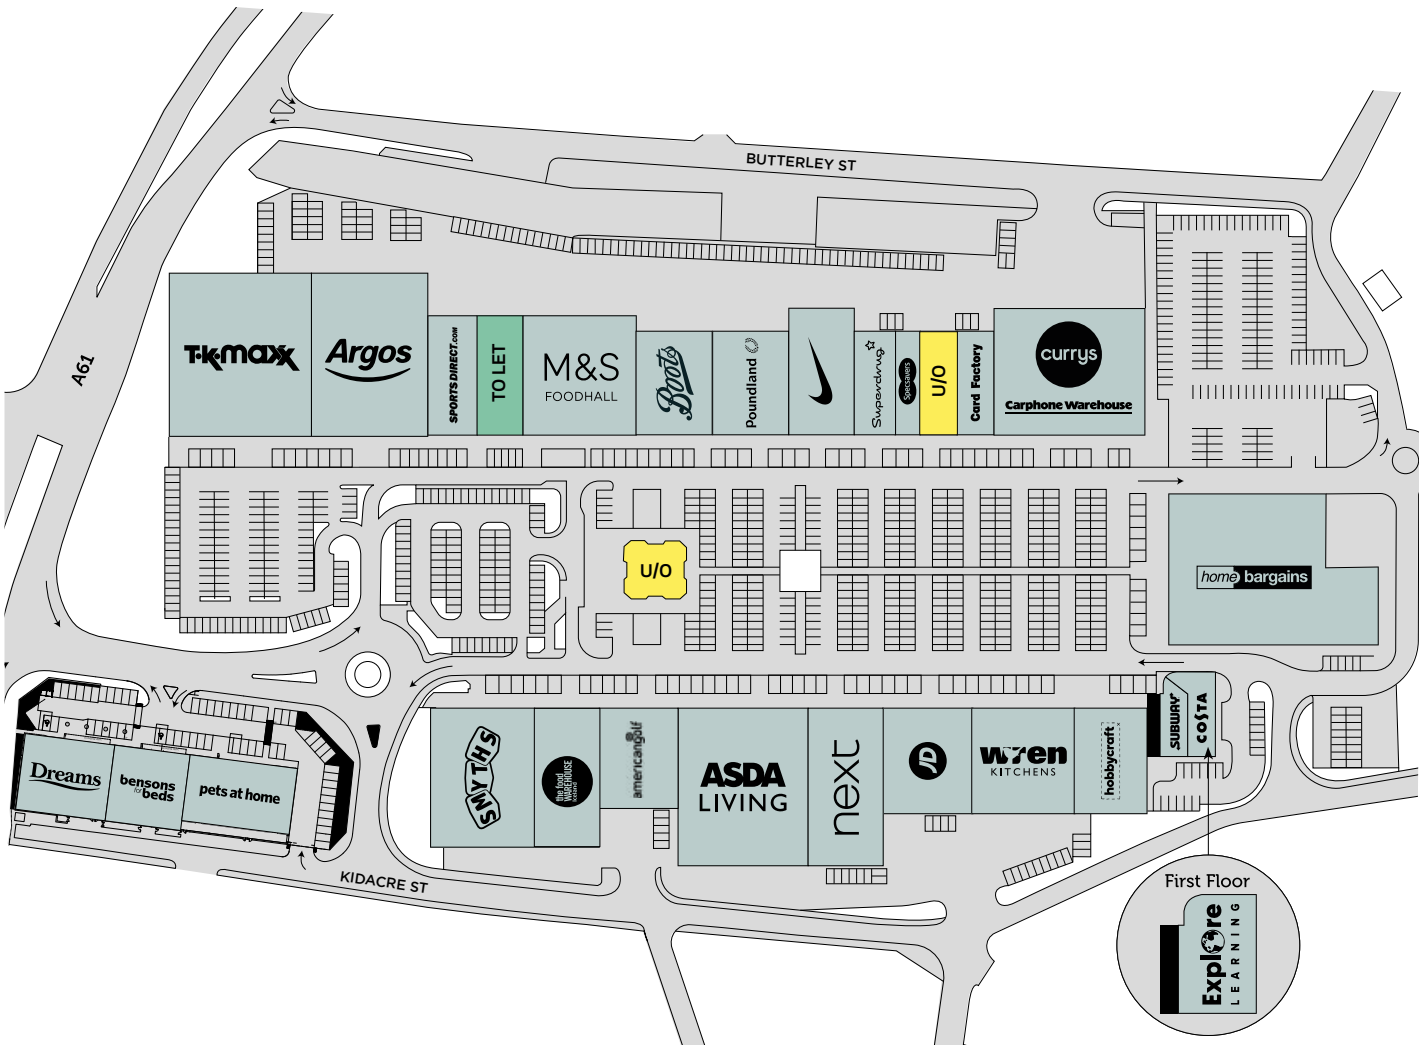 BUTTERLEY ST
A61
T·K·maxx
Argos
SPORTS DIRECT.COM
TO LET
M&S
FOODHALL
Boots
Poundland
Superdrug
Specsavers
U/O
Card Factory
currys
Carphone Warehouse
U/O
home bargains
Dreams
bensons
for beds
pets at home
SMYTHS
the food
WAREHOUSE
Iceland
americangolf
ASDA
LIVING
next
JD
wren
KITCHENS
hobbycraft
SUBWAY
COSTA
KIDACRE ST
First Floor
Explore
LEARNING